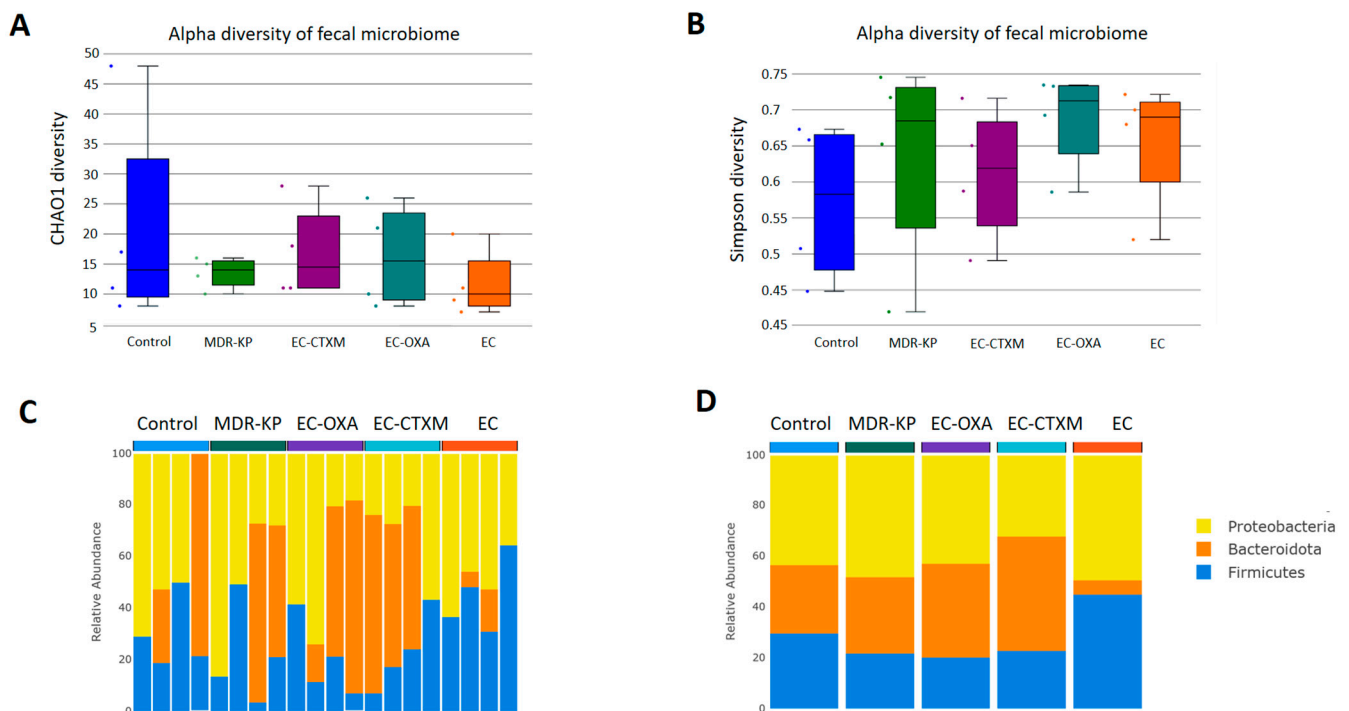 A
Alpha diversity of fecal microbiome
CHAO1 diversity
50
45
40
35
30
25
20
15
10
5
Control MDR-KP EC-CTXM EC-OXA EC
B
Alpha diversity of fecal microbiome
Simpson diversity
0.75
0.7
0.65
0.6
0.55
0.5
0.45
0.45
Control MDR-KP EC-CTXM EC-OXA EC
C
Control MDR-KP EC-OXA EC-CTXM EC
Relative Abundance
100
80
60
40
20
0
D
Control MDR-KP EC-OXA EC-CTXM EC
Relative Abundance
100
80
60
40
20
0
Proteobacteria
Bacteroidota
Firmicutes